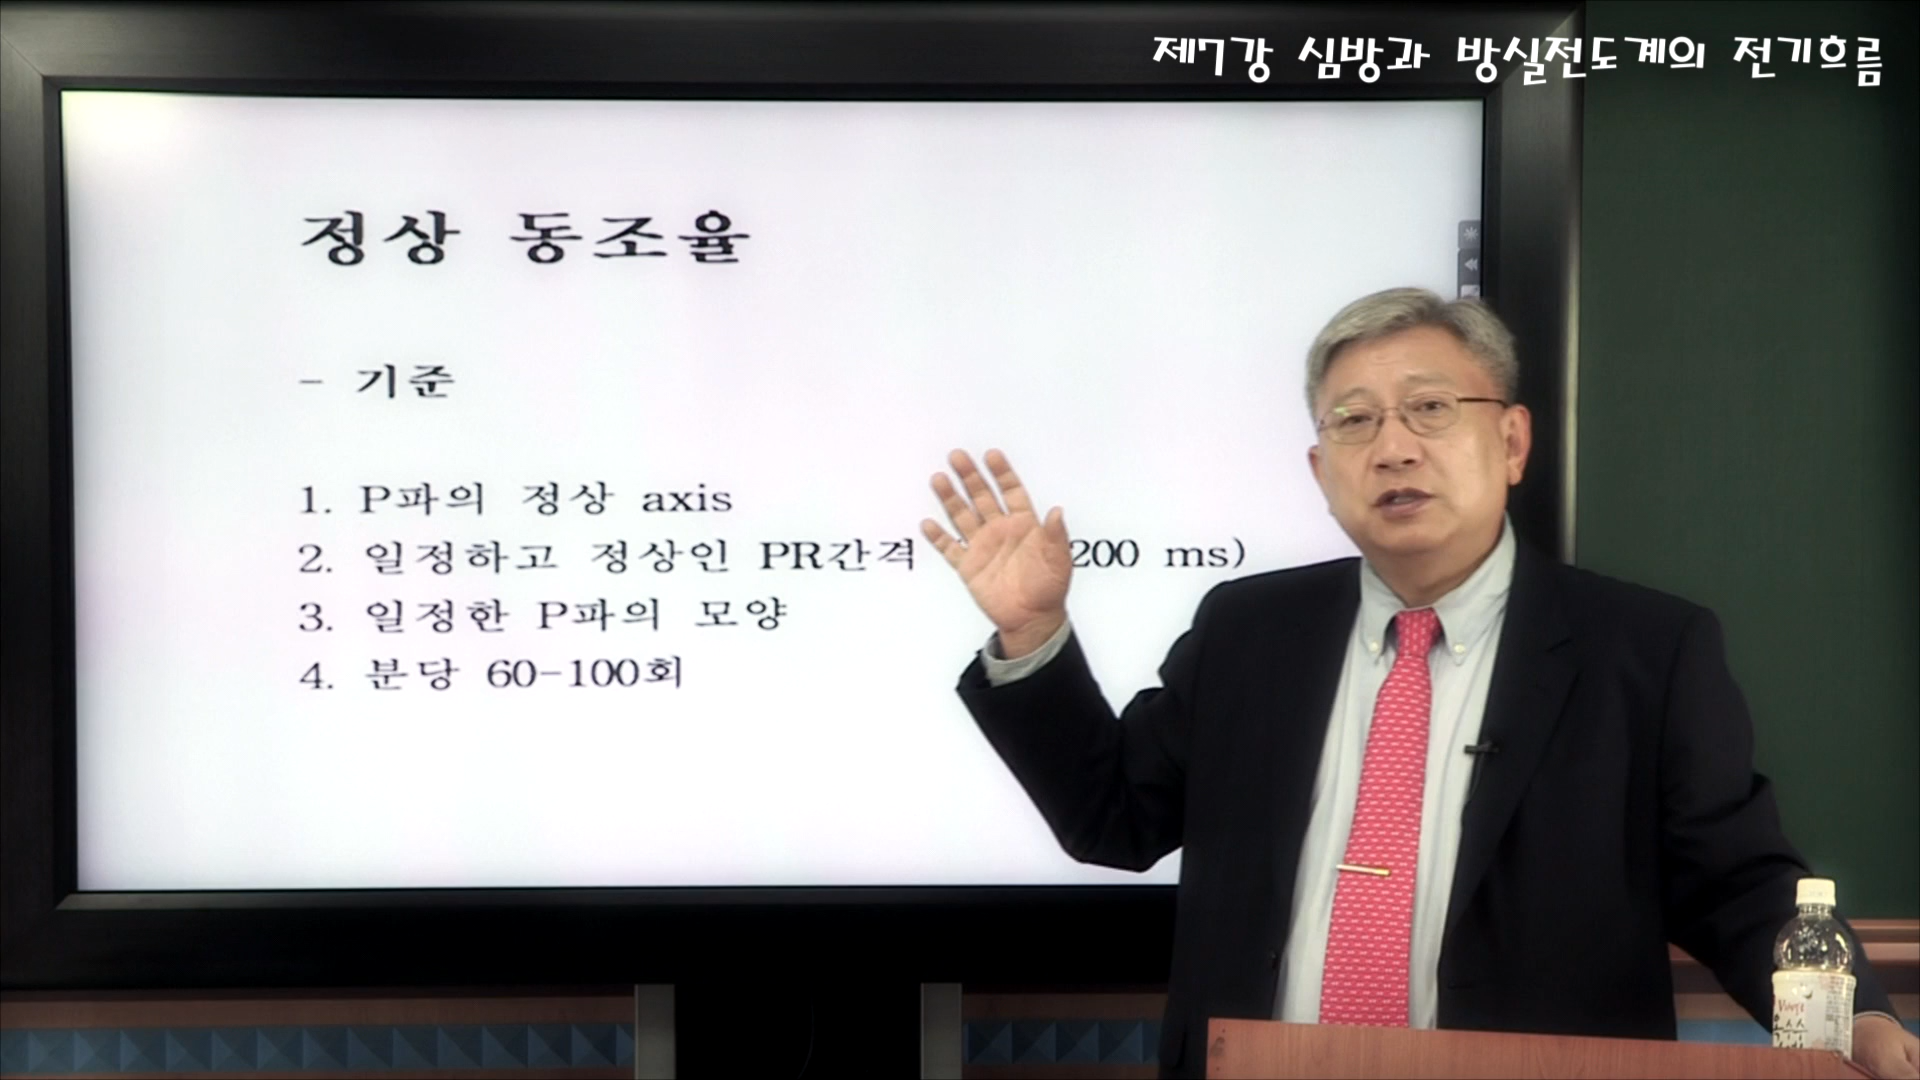 제7강 심방과 방실전도계의 전기흐름
정상 동조율
- 기준
1. P파의 정상 axis
2. 일정하고 정상인 PR간격 200 ms)
3. 일정한 P파의 모양
4. 분당 60-100회